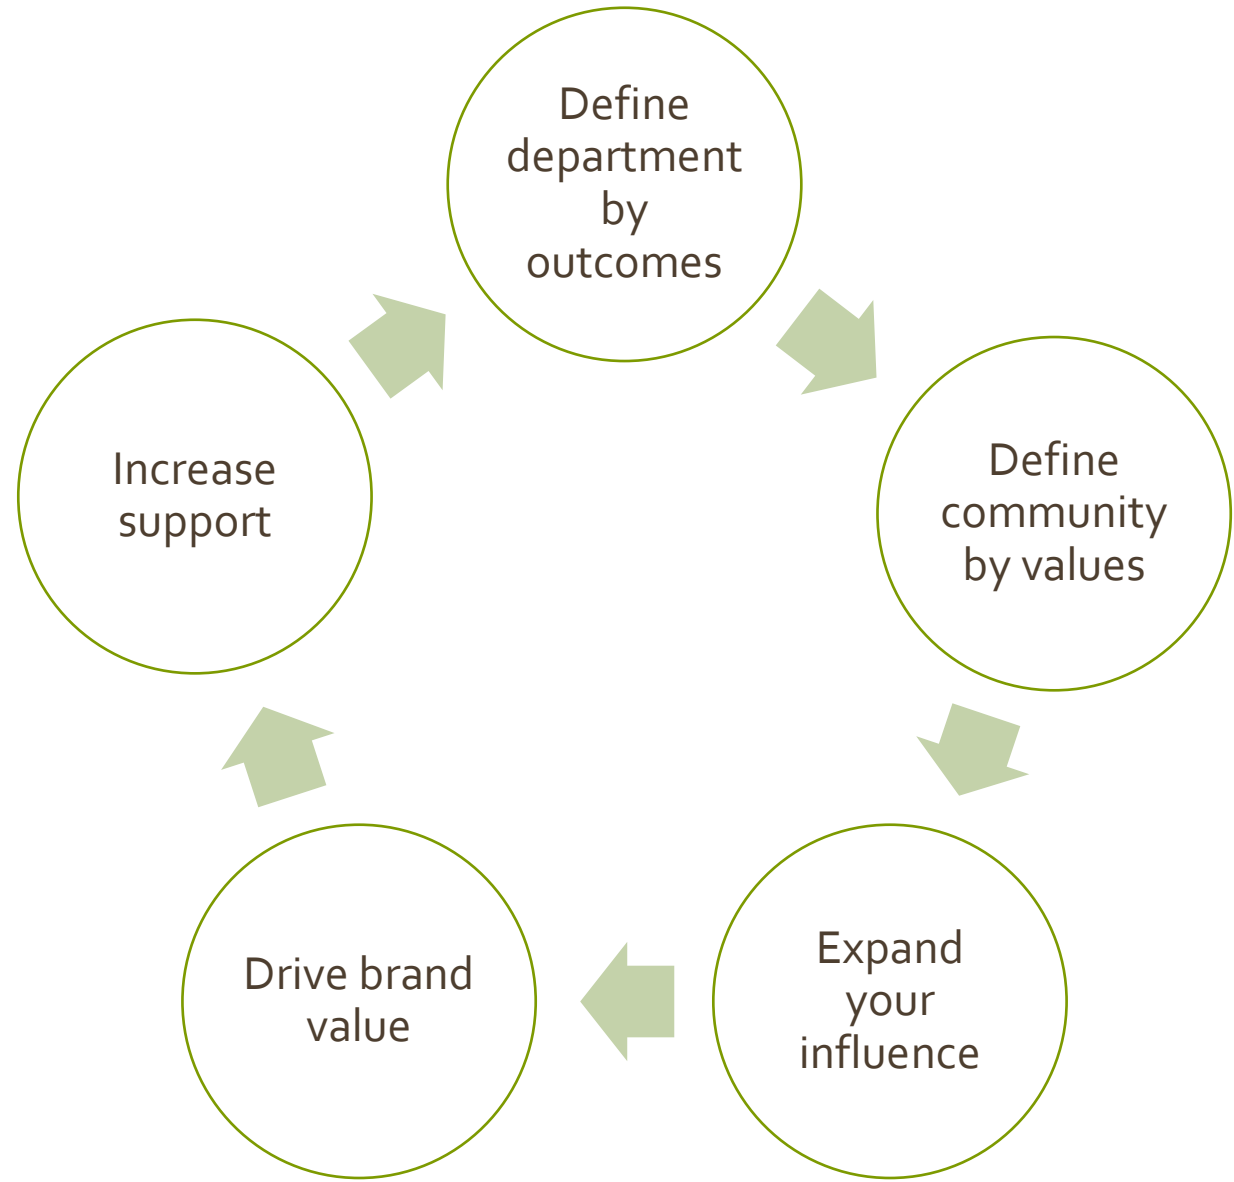 Define
department
by
outcomes
Define
community
by values
Expand
your
influence
Drive brand
value
Increase
support